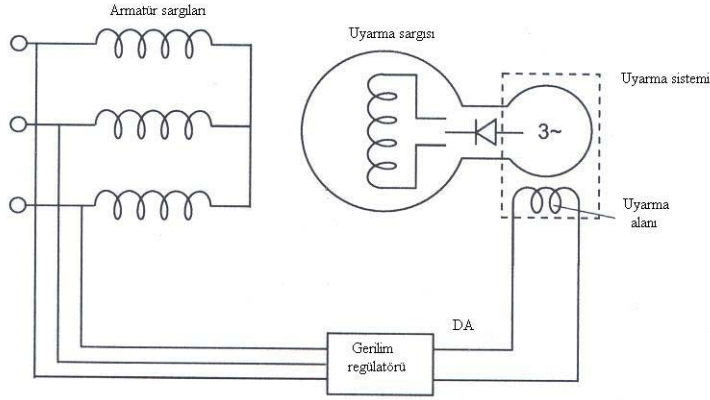 Armatür sargıları
Uyarma sargısı
Uyarma sistemi
3~
Uyarma
alanı
DA
Gerilim
regülatörü